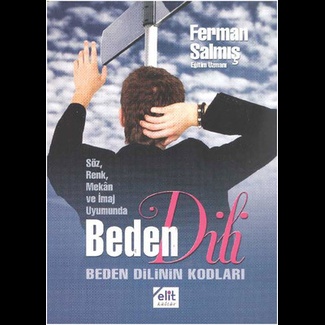 Ferman
Salmış
Eğitim Uzmanı
Söz,
Renk,
Mekân
ve İmaj
Uyumunda
Beden Dili
BEDEN DİLİNİN KODLARI
elit
kültür